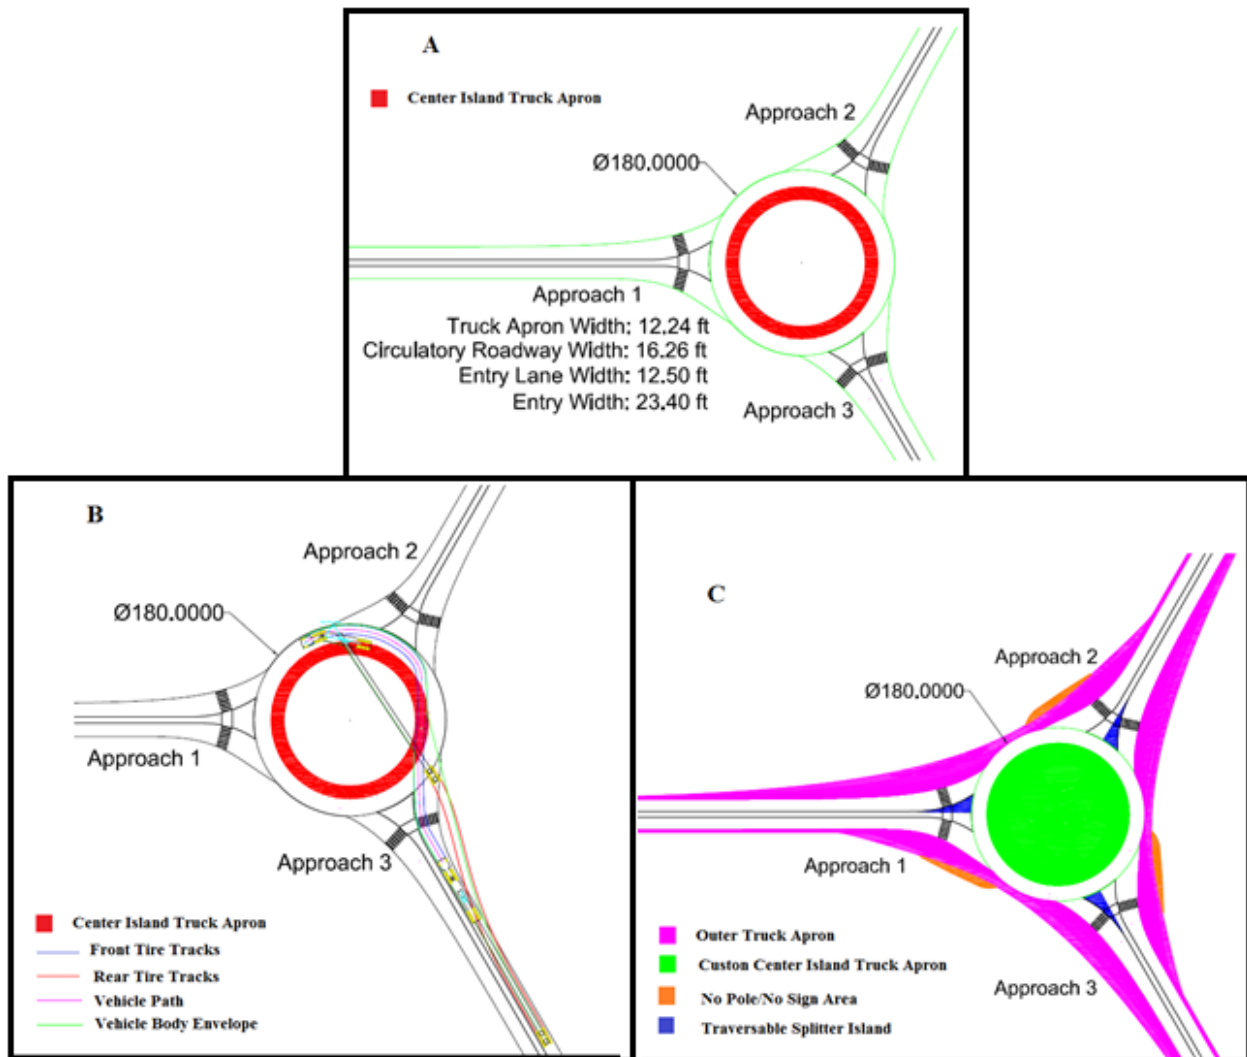 A
Center Island Truck Apron
Approach 2
Ø180.0000
Approach 1
Truck Apron Width: 12.24 ft
Circulatory Roadway Width: 16.26 ft
Entry Lane Width: 12.50 ft
Entry Width: 23.40 ft
Approach 3
B
Approach 2
Ø180.0000
Approach 1
Approach 3
Center Island Truck Apron
Front Tire Tracks
Rear Tire Tracks
Vehicle Path
Vehicle Body Envelope
C
Approach 2
Ø180.0000
Approach 1
Approach 3
Outer Truck Apron
Custon Center Island Truck Apron
No Pole/No Sign Area
Traversable Splitter Island